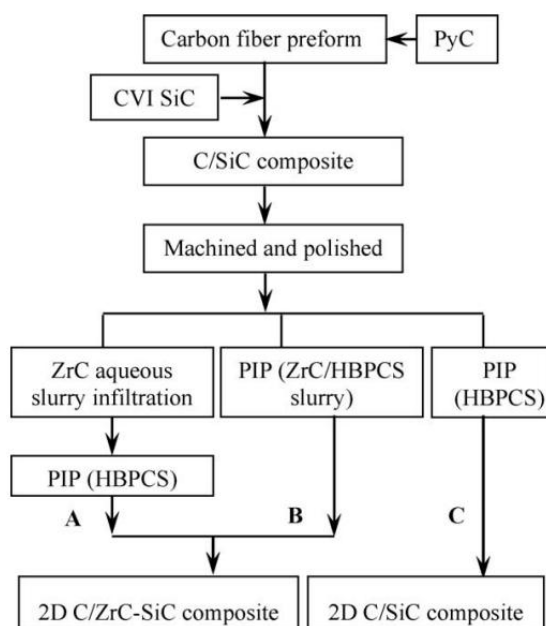 Carbon fiber preform
PyC
CVI SiC
C/SiC composite
Machined and polished
ZrC aqueous
slurry infiltration
PIP (ZrC/HBPCS
slurry)
PIP
(HBPCS)
PIP (HBPCS)
A
B
C
2D C/ZrC-SiC composite
2D C/SiC composite